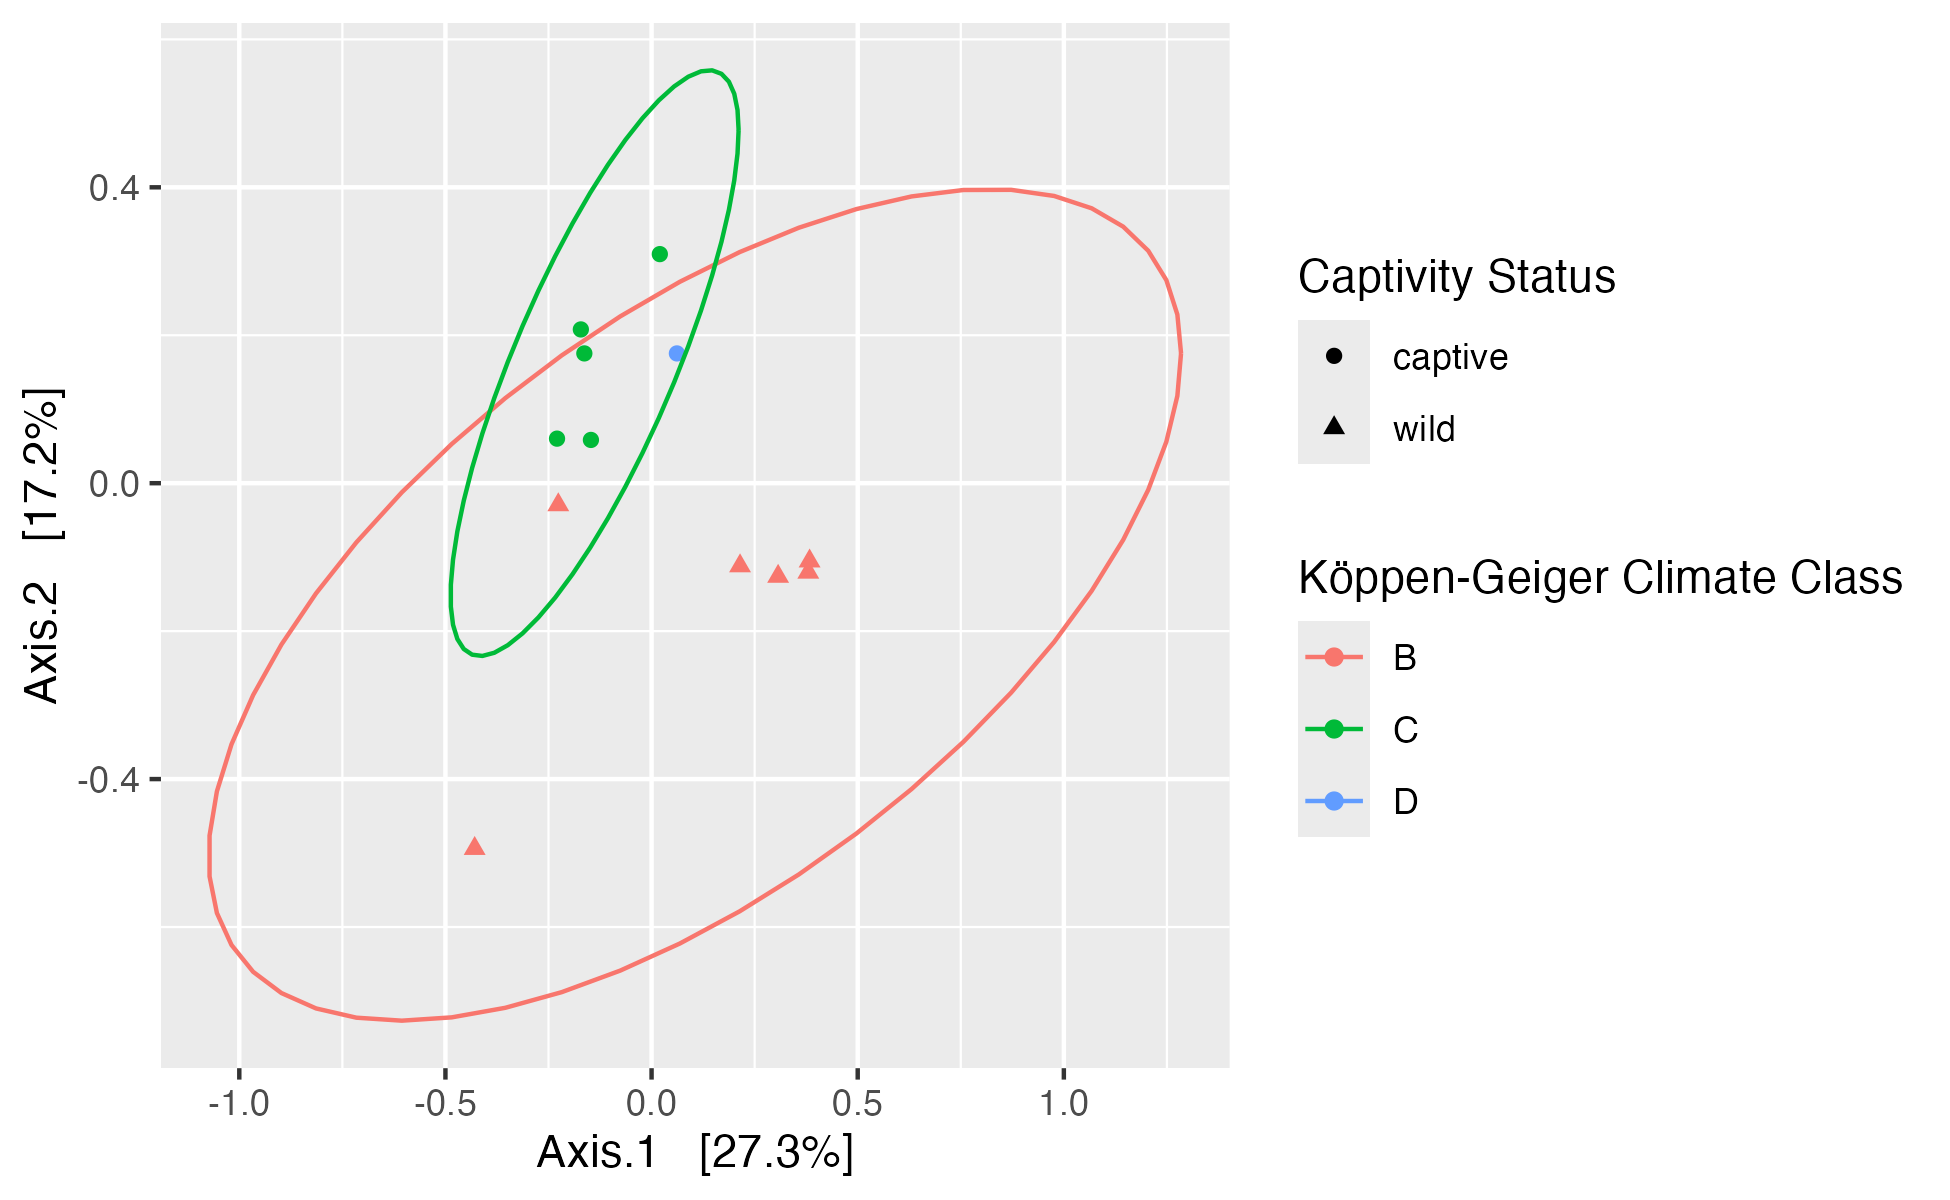 0.4
0.0
-0.4
Axis.2 [17.2%]
-1.0 -0.5 0.0 0.5 1.0
Axis.1 [27.3%]
Captivity Status
captive
wild
Köppen-Geiger Climate Class
B
C
D